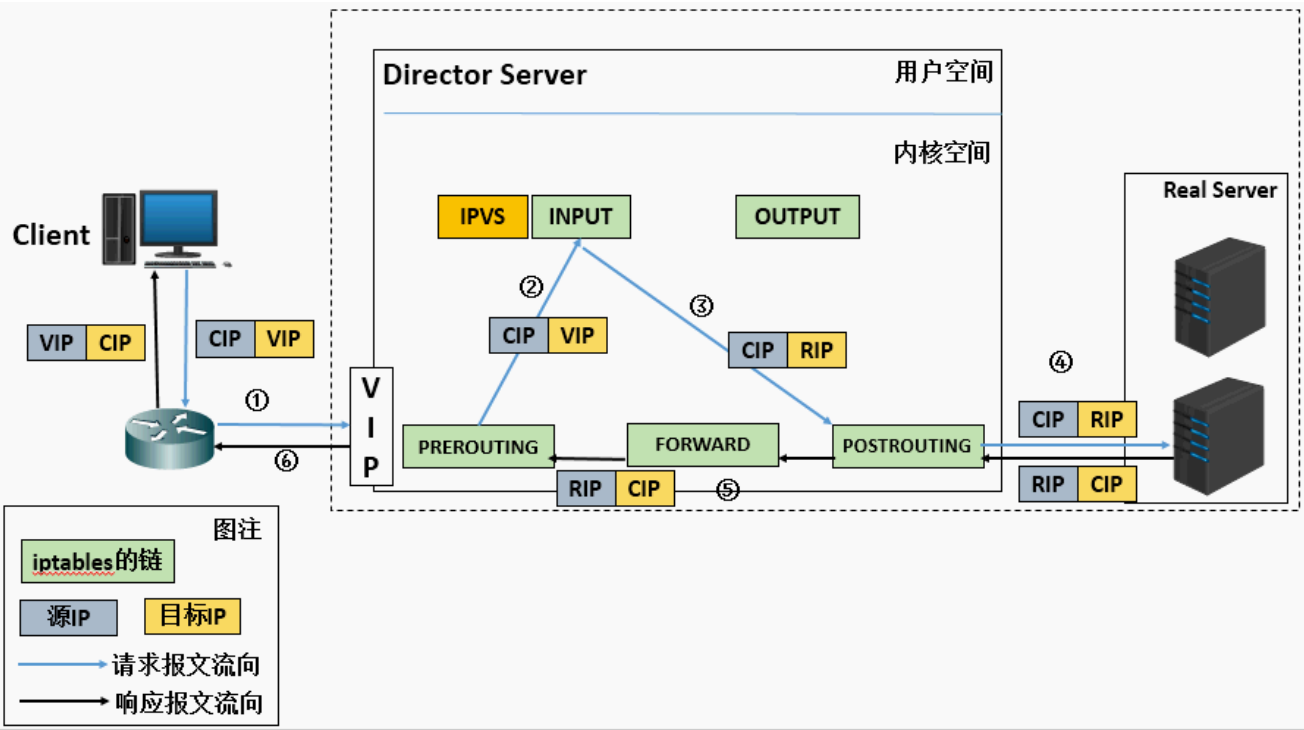 Director Server
用户空间
内核空间
Real Server
IPVS
INPUT
OUTPUT
Client
②
③
VIP CIP
CIP VIP
CIP VIP
CIP RIP
④
①
V
I
P
PREROUTING
FORWARD
POSTROUTING
CIP RIP
⑥
RIP CIP
⑤
RIP CIP
图注
iptables的链
源IP
目标IP
请求报文流向
响应报文流向